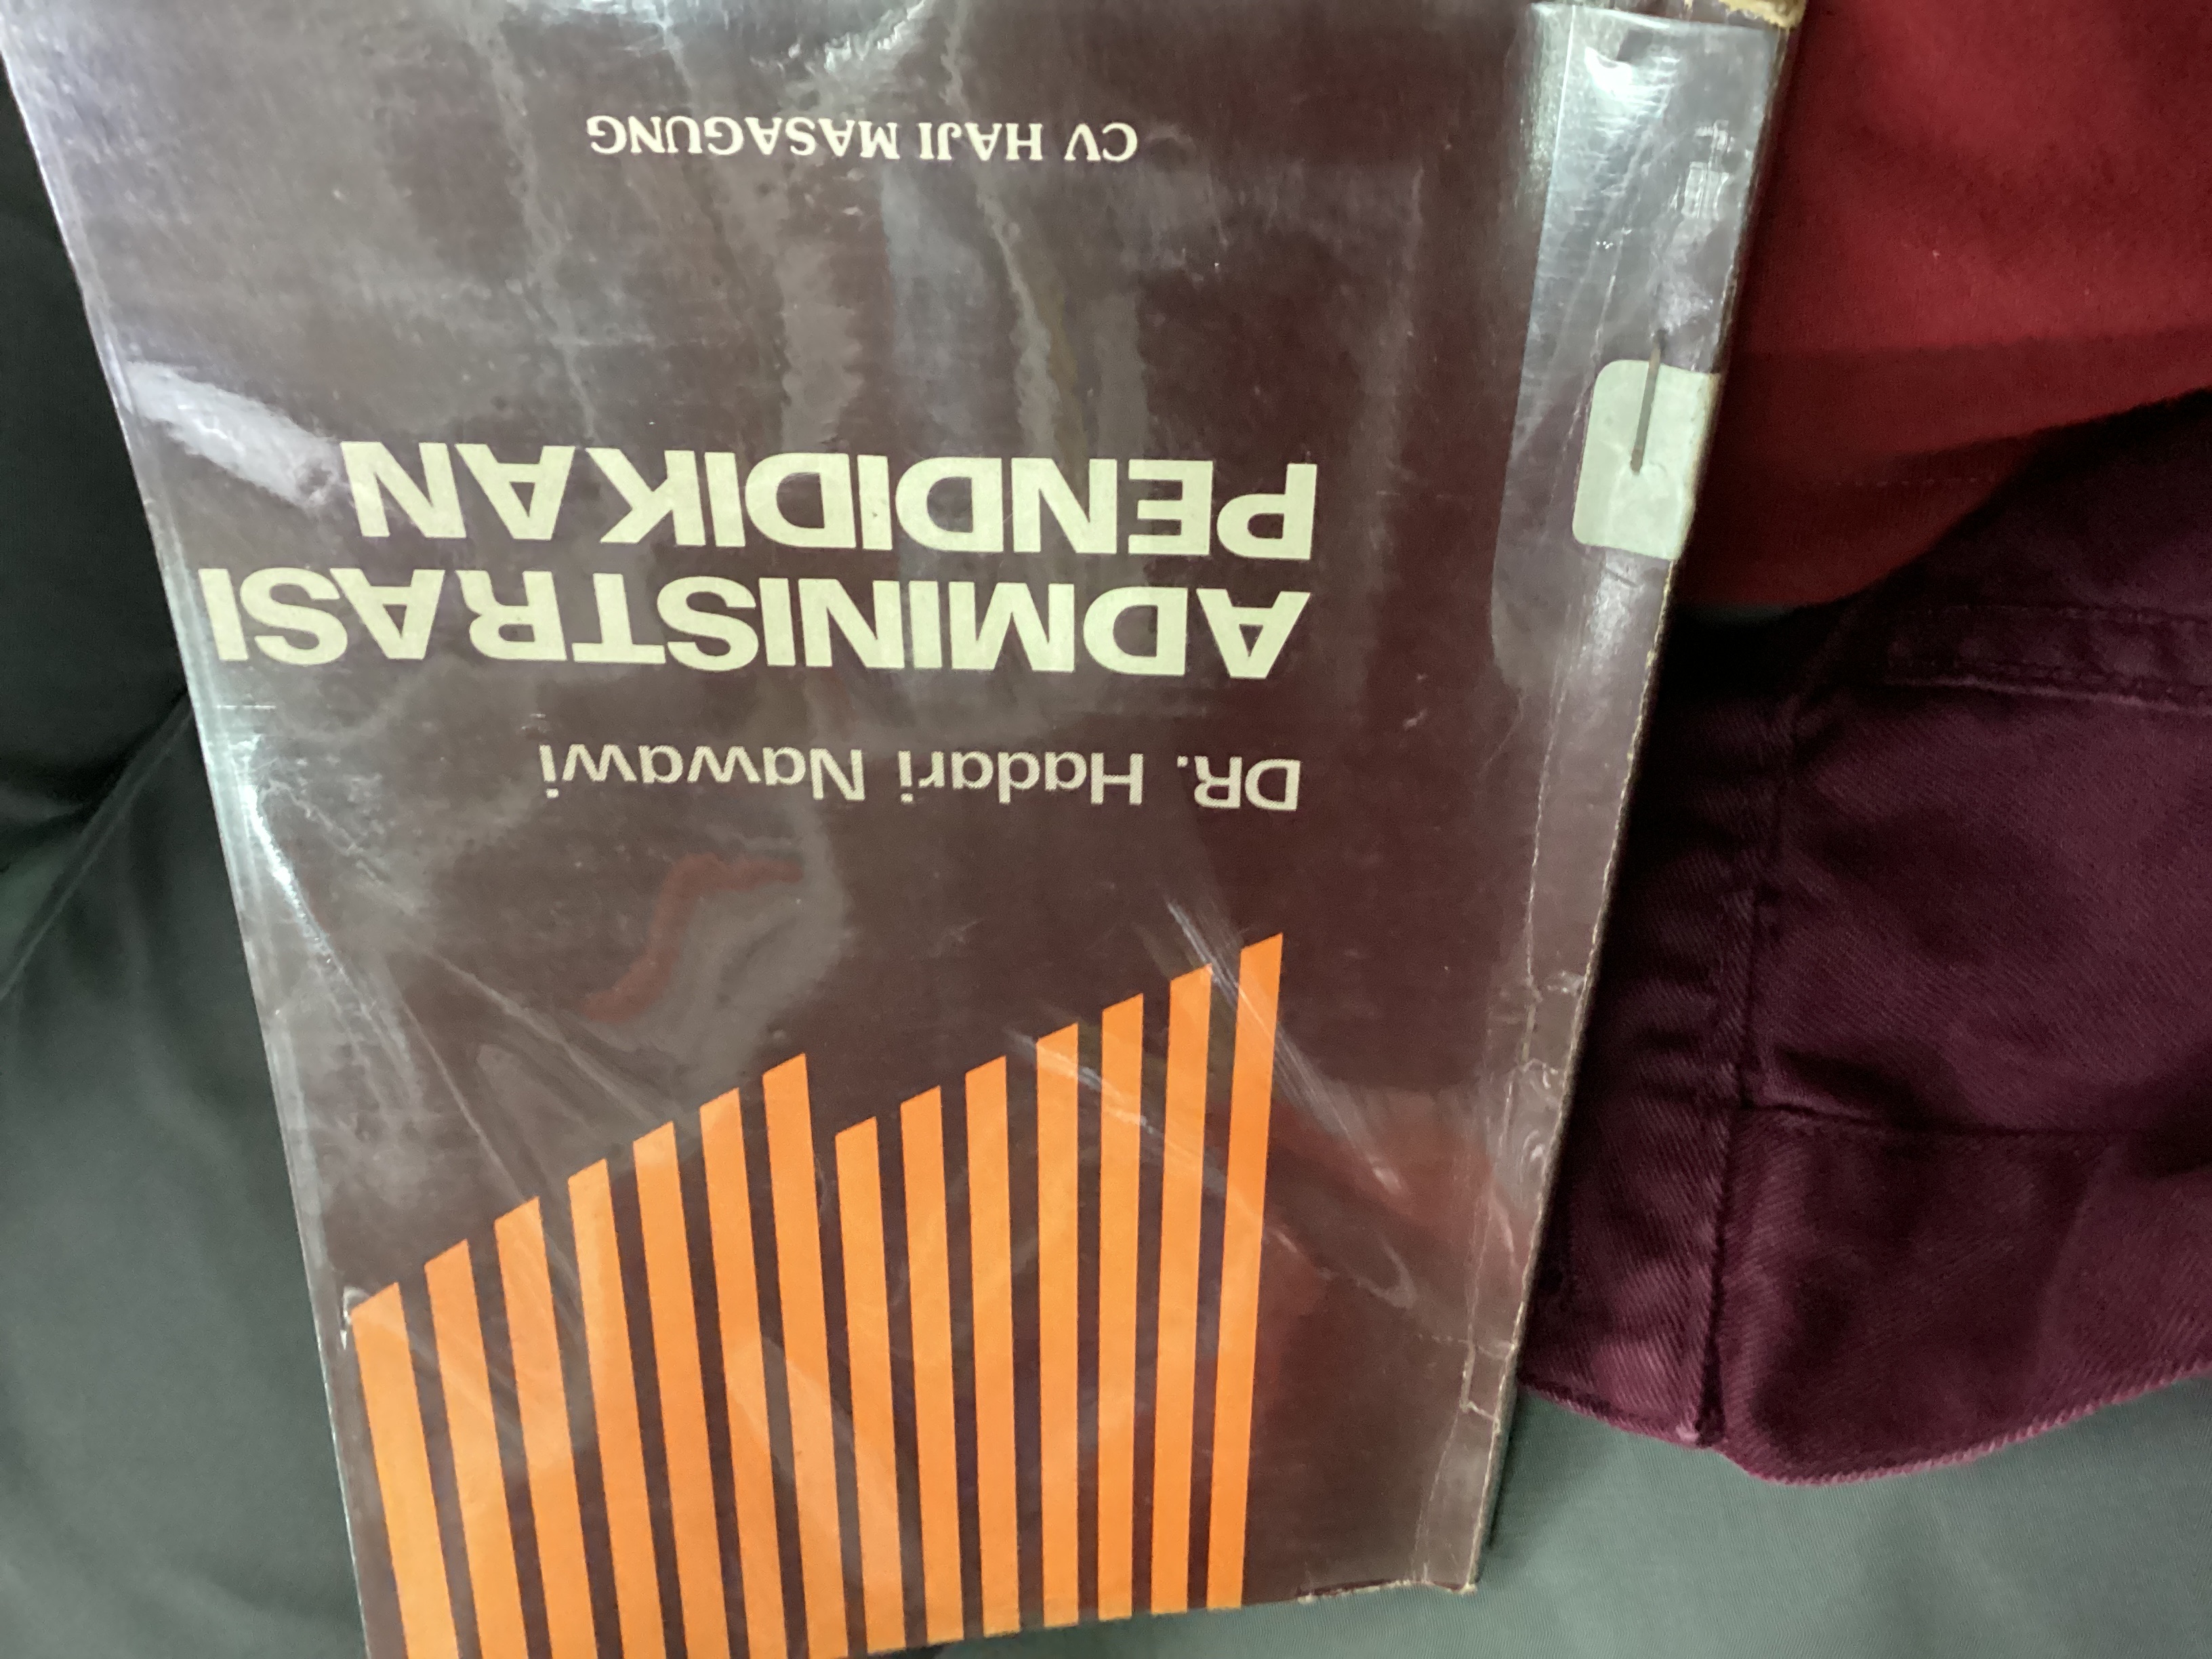 DR. Hadari Nawawi
ADMINISTRASI
PENDIDIKAN
CV HAJI MASAGUNG